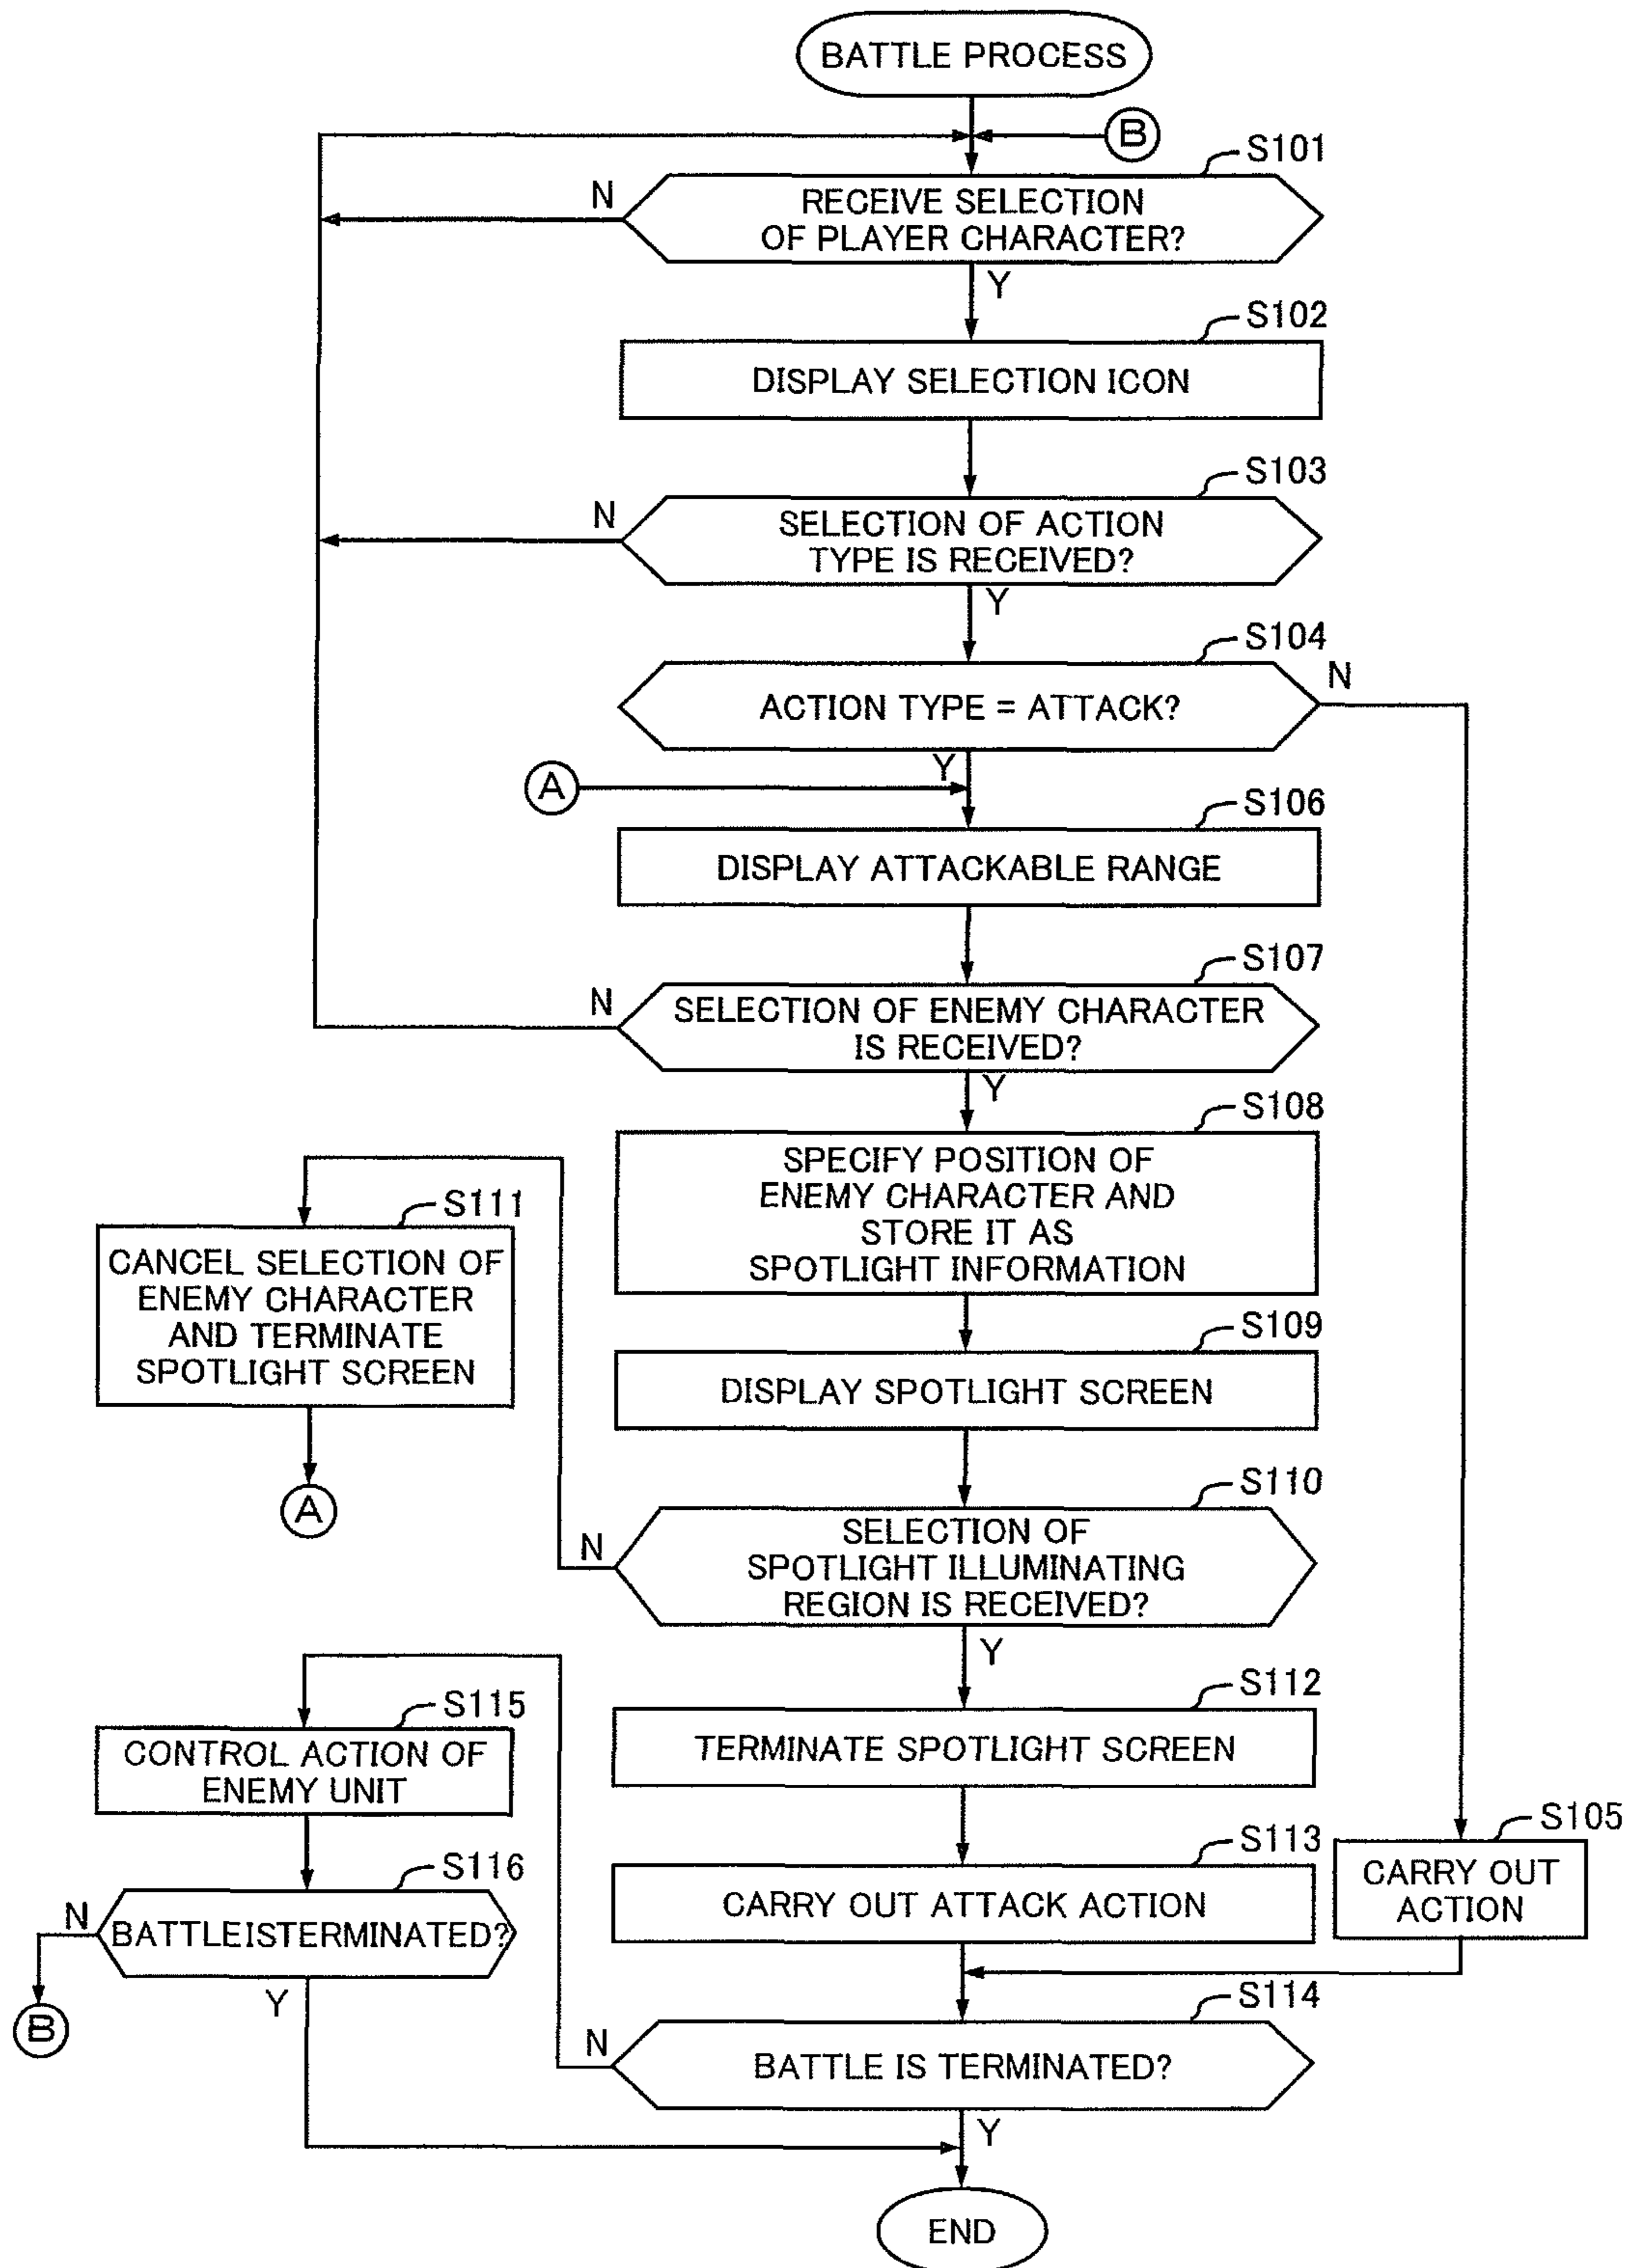 BATTLE PROCESS
B
S101
N
RECEIVE SELECTION
OF PLAYER CHARACTER?
Y
S102
DISPLAY SELECTION ICON
S103
N
SELECTION OF ACTION
TYPE IS RECEIVED?
Y
S104
N
ACTION TYPE = ATTACK?
Y
A
S106
DISPLAY ATTACKABLE RANGE
S107
N
SELECTION OF ENEMY CHARACTER
IS RECEIVED?
Y
S108
SPECIFY POSITION OF
ENEMY CHARACTER AND
STORE IT AS
SPOTLIGHT INFORMATION
S111
CANCEL SELECTION OF
ENEMY CHARACTER
AND TERMINATE
SPOTLIGHT SCREEN
A
S109
DISPLAY SPOTLIGHT SCREEN
S110
N
SELECTION OF
SPOTLIGHT ILLUMINATING
REGION IS RECEIVED?
Y
S112
TERMINATE SPOTLIGHT SCREEN
S115
CONTROL ACTION OF
ENEMY UNIT
S113
CARRY OUT ATTACK ACTION
S105
CARRY OUT
ACTION
S116
N
BATTLEISTERMINATED?
Y
B
S114
N
BATTLE IS TERMINATED?
Y
END